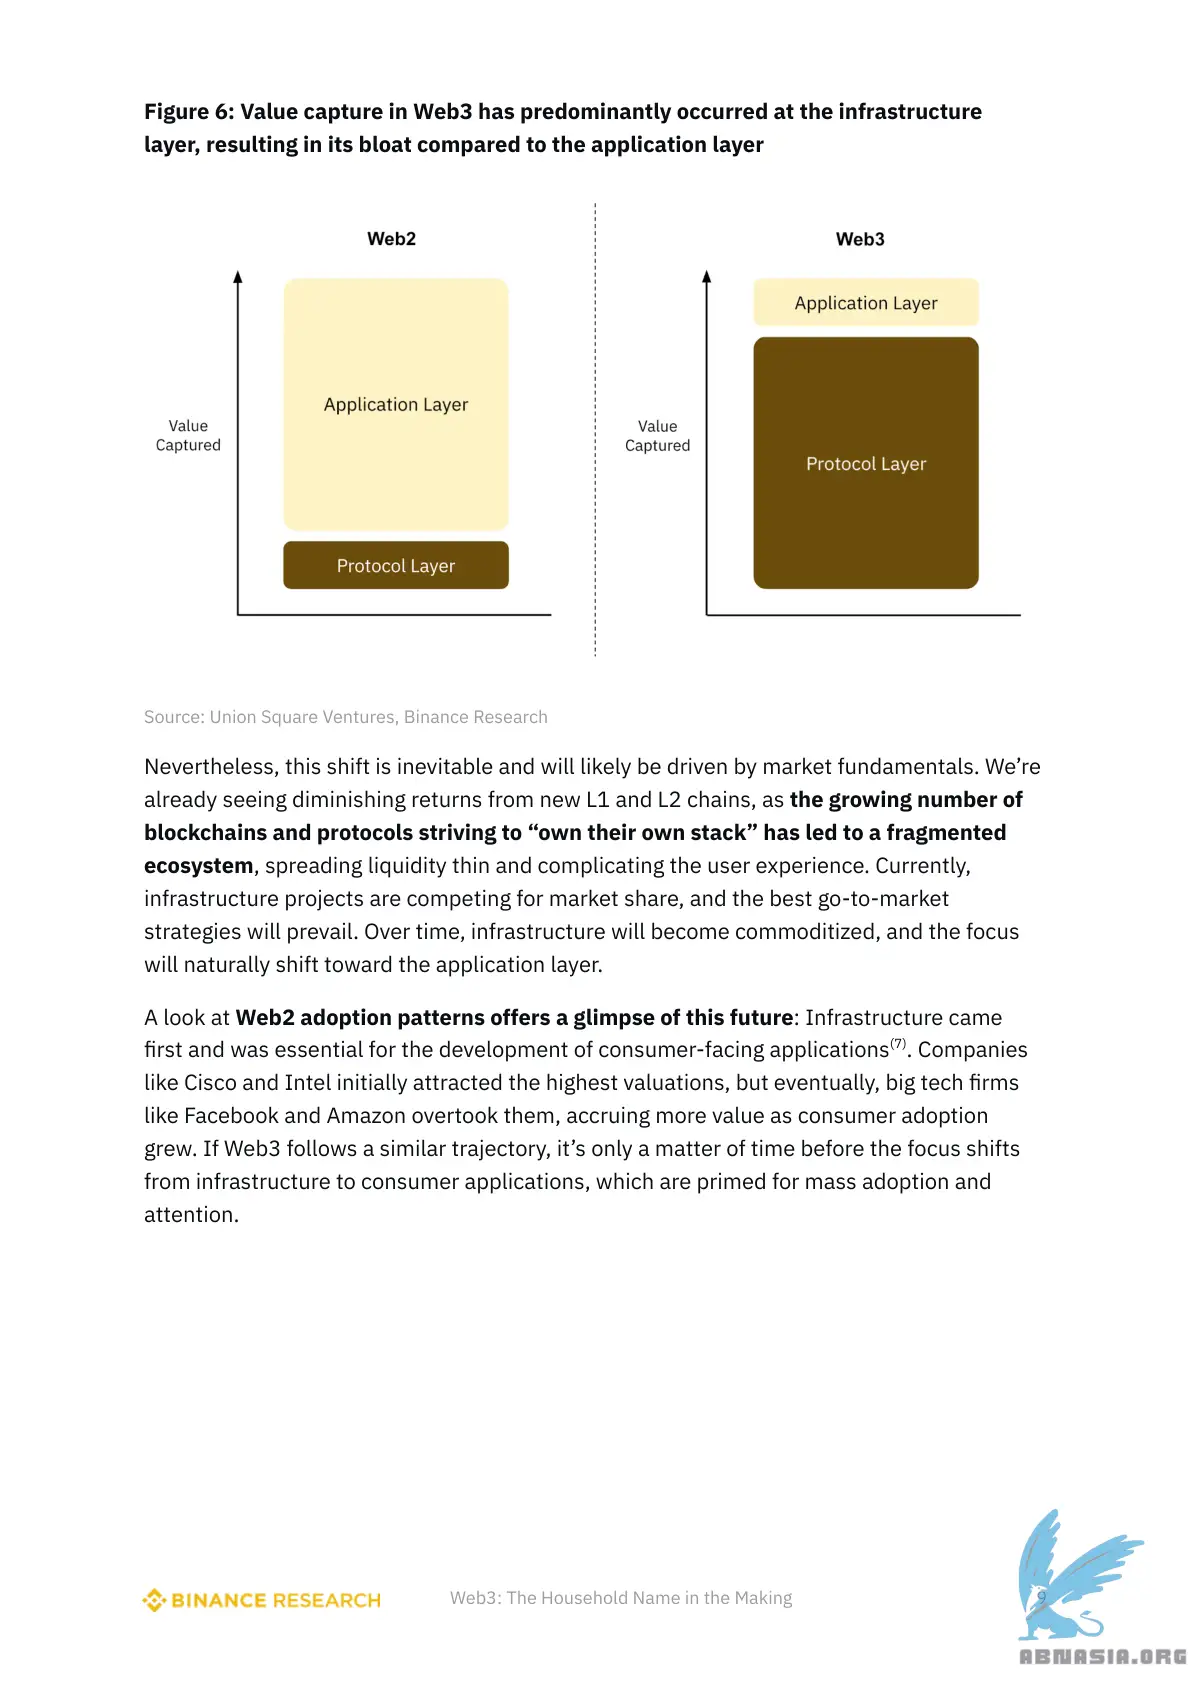 Figure 6: Value capture in Web3 has predominantly occurred at the infrastructure
layer, resulting in its bloat compared to the application layer
Web2
Application Layer
Value
Captured
Protocol Layer
Web3
Application Layer
Value
Captured
Protocol Layer
Source: Union Square Ventures, Binance Research
Nevertheless, this shift is inevitable and will likely be driven by market fundamentals. We’re
already seeing diminishing returns from new L1 and L2 chains, as the growing number of
blockchains and protocols striving to “own their own stack” has led to a fragmented
ecosystem, spreading liquidity thin and complicating the user experience. Currently,
infrastructure projects are competing for market share, and the best go-to-market
strategies will prevail. Over time, infrastructure will become commoditized, and the focus
will naturally shift toward the application layer.
A look at Web2 adoption patterns offers a glimpse of this future: Infrastructure came
first and was essential for the development of consumer-facing applications(7). Companies
like Cisco and Intel initially attracted the highest valuations, but eventually, big tech firms
like Facebook and Amazon overtook them, accruing more value as consumer adoption
grew. If Web3 follows a similar trajectory, it’s only a matter of time before the focus shifts
from infrastructure to consumer applications, which are primed for mass adoption and
attention.
BINANCE RESEARCH
Web3: The Household Name in the Making
9
ABNASIA.ORG